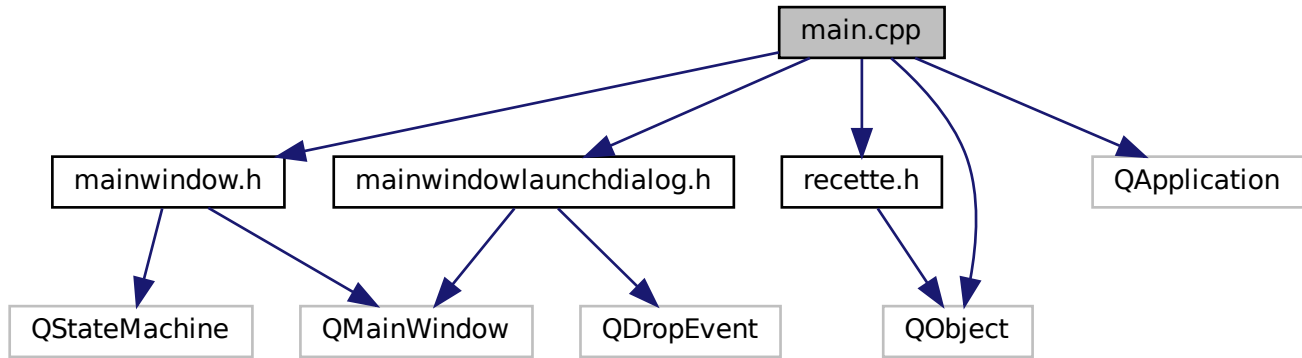 main.cpp
mainwindow.h
mainwindowlaunchdialog.h
recette.h
QApplication
QStateMachine
QMainWindow
QDropEvent
QObject